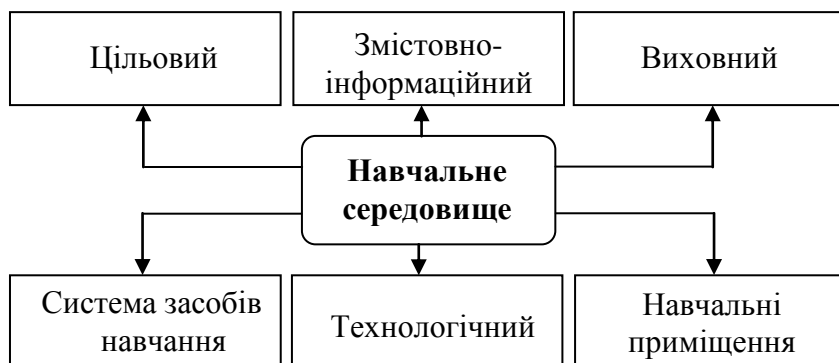 Цільовий
Змістовно-
інформаційний
Виховний
Навчальне
середовище
Система засобів
навчання
Технологічний
Навчальні
приміщення